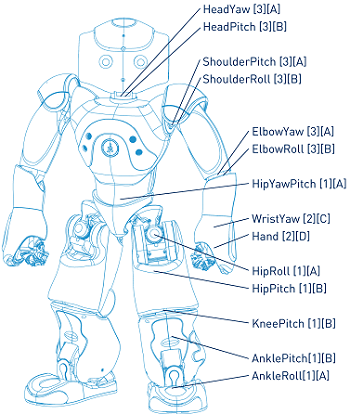 HeadYaw [3][A]
HeadPitch [3][B]
ShoulderPitch [3][A]
ShoulderRoll [3][B]
ElbowYaw [3][A]
ElbowRoll [3][B]
HipYawPitch [1][A]
WristYaw [2][C]
Hand [2][D]
HipRoll [1][A]
HipPitch [1][B]
KneePitch [1][B]
AnklePitch[1][B]
AnkleRoll[1][A]